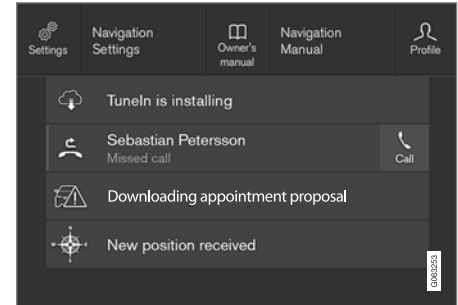 Settings
Navigation
Settings
Owner's
manual
Navigation
Manual
Profile
TuneIn is installing
Sebastian Petersson
Missed call
Call
Downloading appointment proposal
New position received
G063253